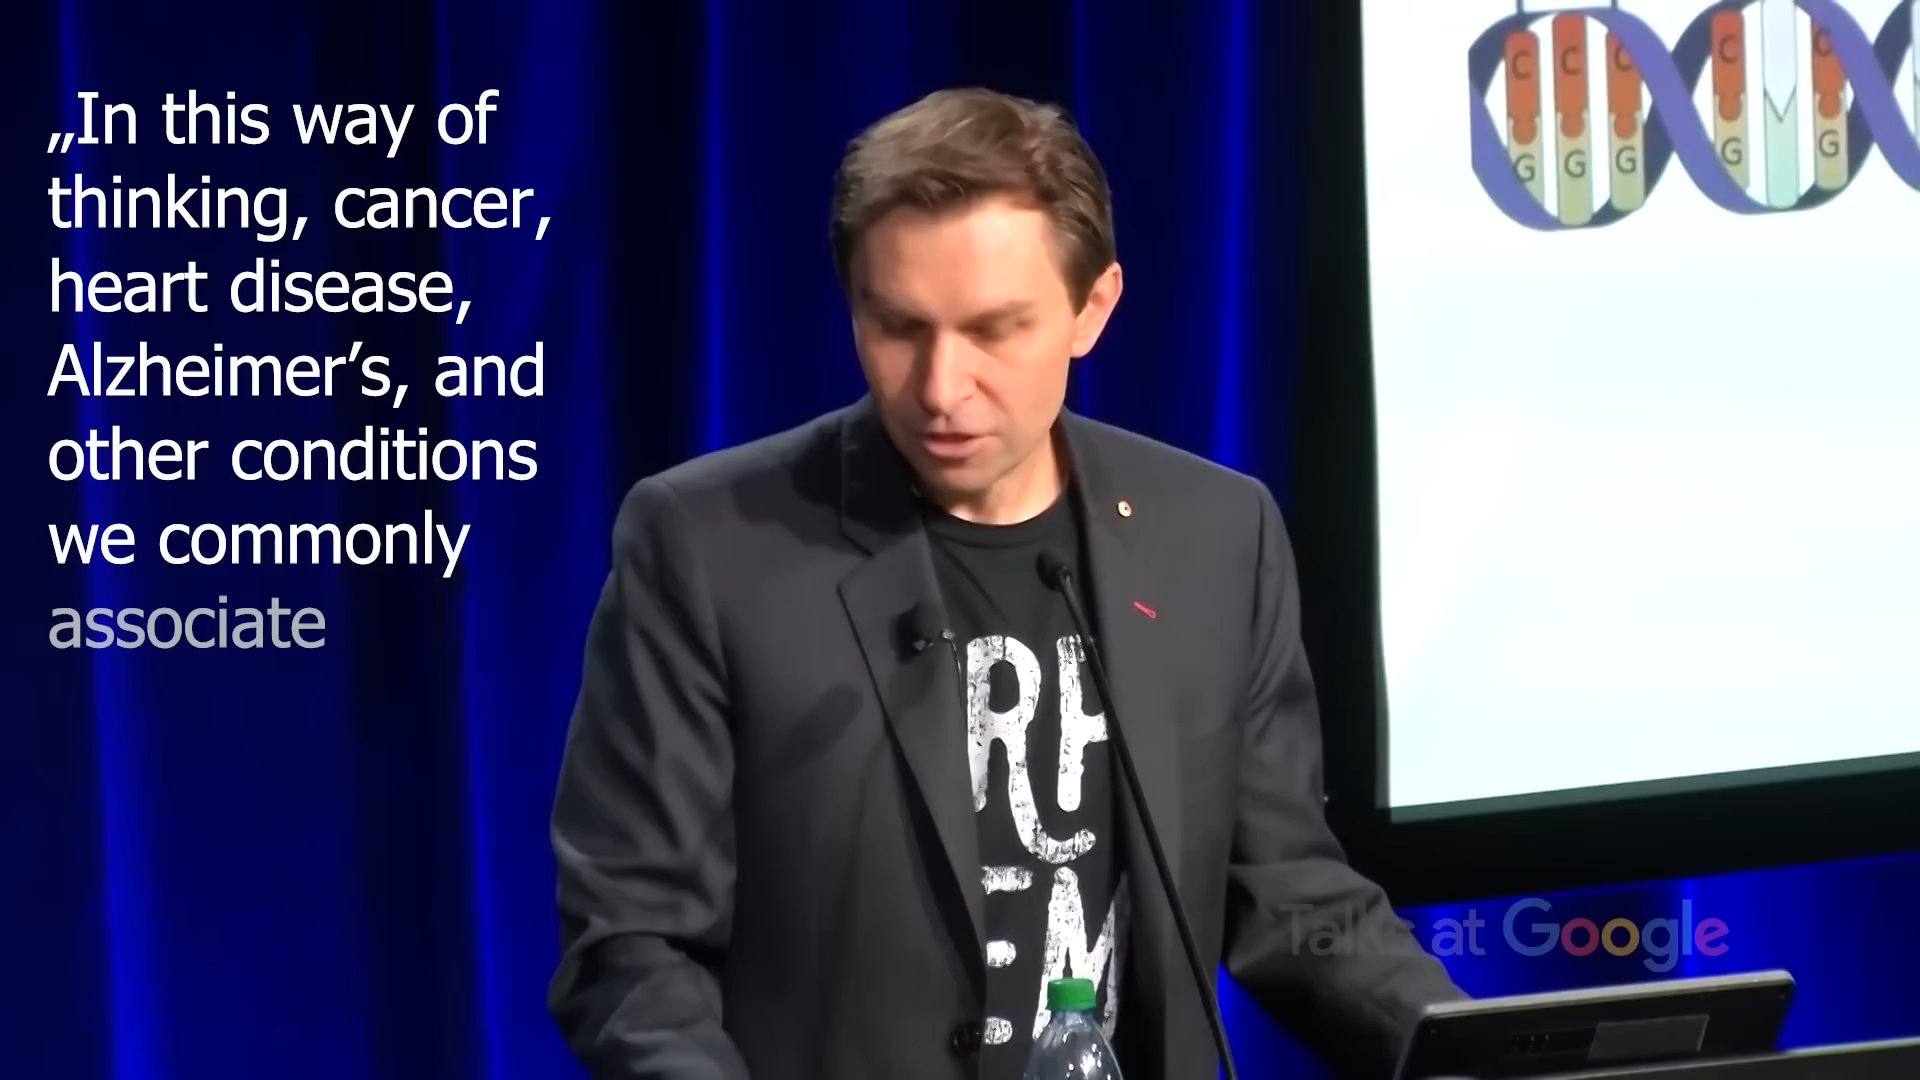 „In this way of
thinking, cancer,
heart disease,
Alzheimer’s, and
other conditions
we commonly
associate
C C C C C
G G G G G
Talks at Google